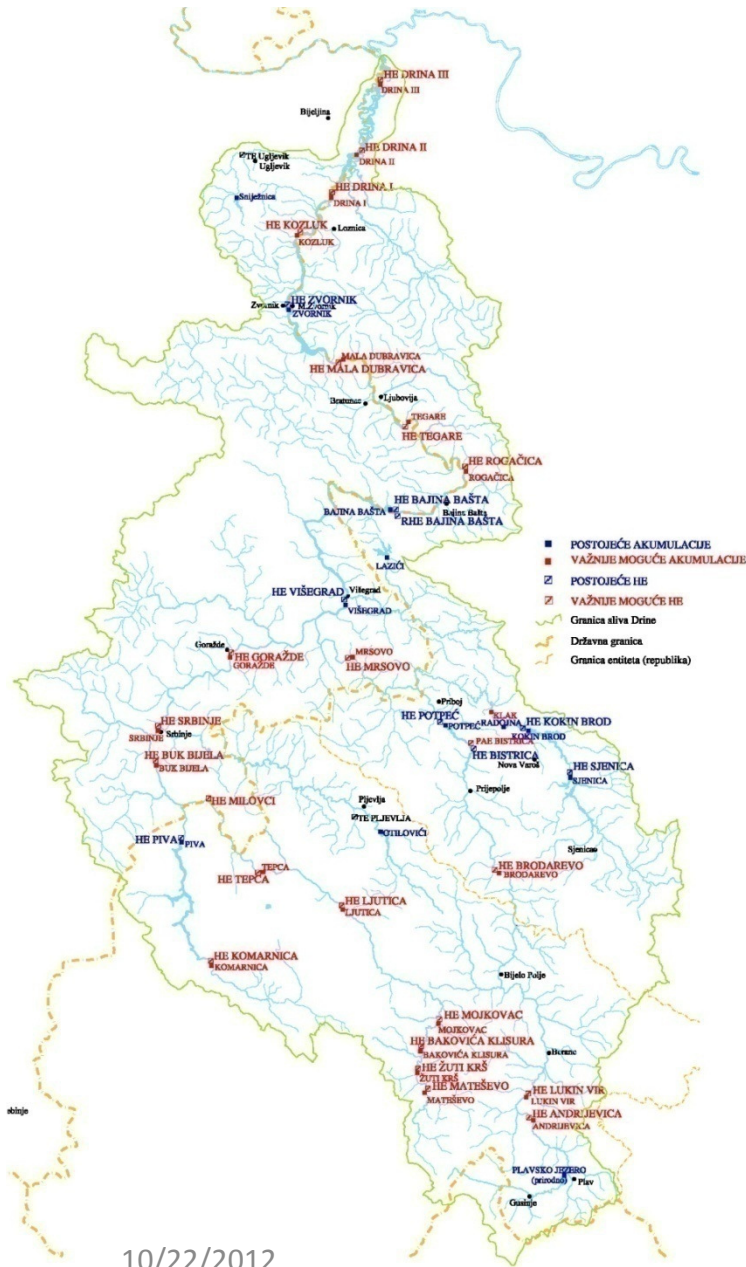 HE DRINA III
DRINA III
Bijeljina
HE DRINA II
DRINA II
TE Ugljevik
Ugljevik
Sniježnica
HE DRINA I
DRINA I
HE KOZLUK
KOZLUK
Loznica
HE ZVORNIK
Zvornik
M.Zvornik
ZVORNIK
MALA DUBRAVICA
HE MALA DUBRAVICA
Bratunac
Ljubovija
TEGARE
HE TEGARE
HE ROGAČICA
ROGAČICA
HE BAJINA BAŠTA
BAJINA BAŠTA
Bajina Bašta
RHE BAJINA BAŠTA
LAZIĆI
POSTOJEĆE AKUMULACIJE
VAŽNIJE MOGUĆE AKUMULACIJE
POSTOJEĆE HE
VAŽNIJE MOGUĆE HE
Granica sliva Drine
Državna granica
Granica entiteta (republika)
HE VIŠEGRAD
Višegrad
VIŠEGRAD
Goražde
HE GORAŽDE
GORAŽDE
MRSOVO
HE MRSOVO
Priboj
HE SRBINJE
SRBINJE
Srbinje
HE POTPEĆ
POTPEĆ
RADOJNA
KLAK
HE KOKIN BROD
KOKIN BROD
PAE BISTRICA
HE BISTRICA
Nova Varoš
HE BUK BIJELA
BUK BIJELA
HE SJENICA
SJENICA
HE MILOVCI
Prijepolje
Pljevlja
TE PLJEVLJA
OTILOVIĆI
HE PIVA
PIVA
Sjenica
TEPCA
HE TEPCA
HE BRODAREVO
BRODAREVO
HE LJUTICA
LJUTICA
HE KOMARNICA
KOMARNICA
Bijelo Polje
HE MOJKOVAC
MOJKOVAC
HE BAKOVIĆA KLISURA
BAKOVIĆA KLISURA
Berane
HE ŽUTI KRŠ
ŽUTI KRŠ
HE MATEŠEVO
MATEŠEVO
HE LUKIN VIR
LUKIN VIR
HE ANDRIJEVICA
ANDRIJEVICA
ebinje
PLAVSKO JEZERO
(prirodno)
Plav
Gusinje
10/22/2012